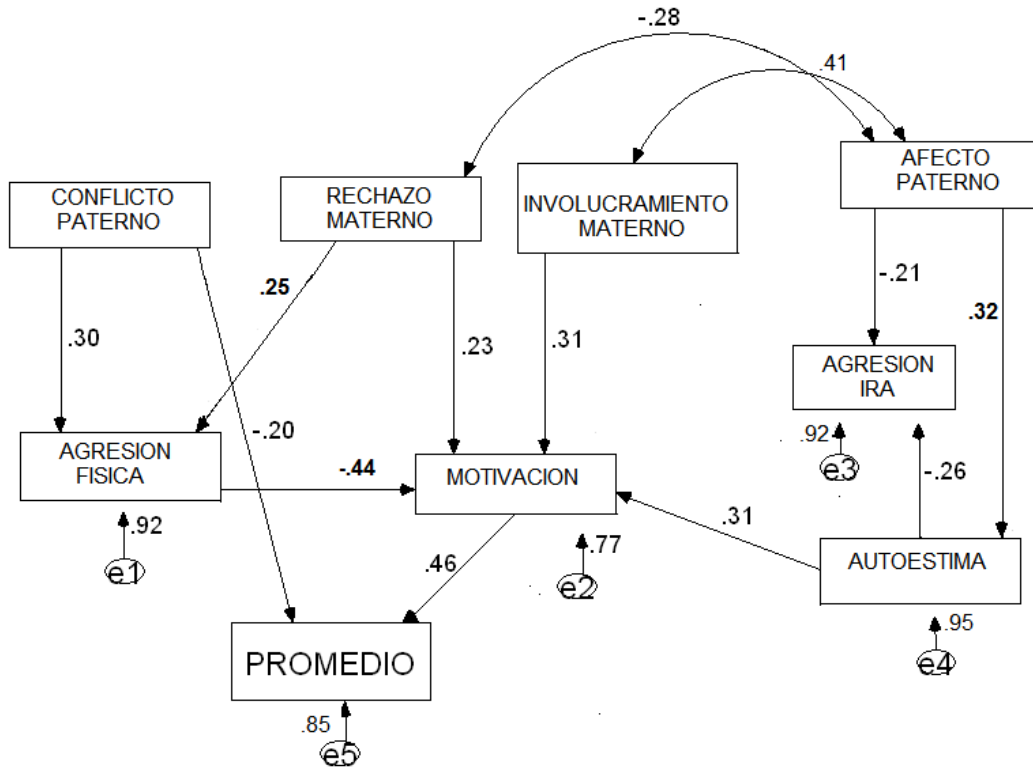 -.28
.41
AFECTO
PATERNO
CONFLICTO
PATERNO
RECHAZO
MATERNO
INVOLUCRAMIENTO
MATERNO
.25
-.21
.32
.30
.23
.31
AGRESION
IRA
-.20
.92
e3
AGRESION
FISICA
-.44
MOTIVACION
-.26
.31
.92
.77
AUTOESTIMA
e1
.46
e2
.95
PROMEDIO
e4
.85
e5